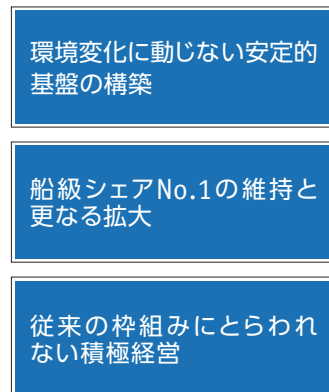 環境変化に動じない安定的
基盤の構築
船級シェアNo.1の維持と
更なる拡大
従来の枠組みにとらわれ
ない積極経営